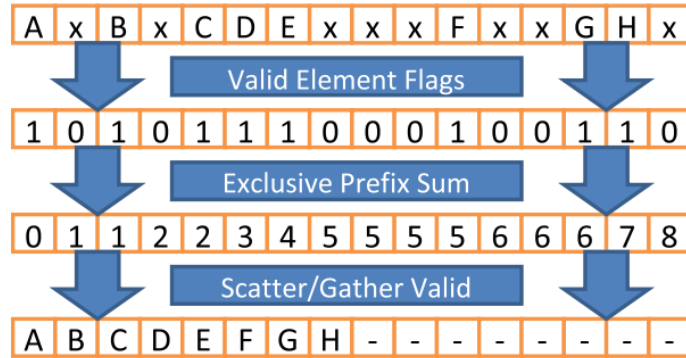 A x B x C D E x x x F x x G H x
Valid Element Flags
1 0 1 0 1 1 1 0 0 0 1 0 0 1 1 0
Exclusive Prefix Sum
0 1 1 2 2 3 4 5 5 5 5 6 6 6 7 8
Scatter/Gather Valid
A B C D E F G H - - - - - - - -